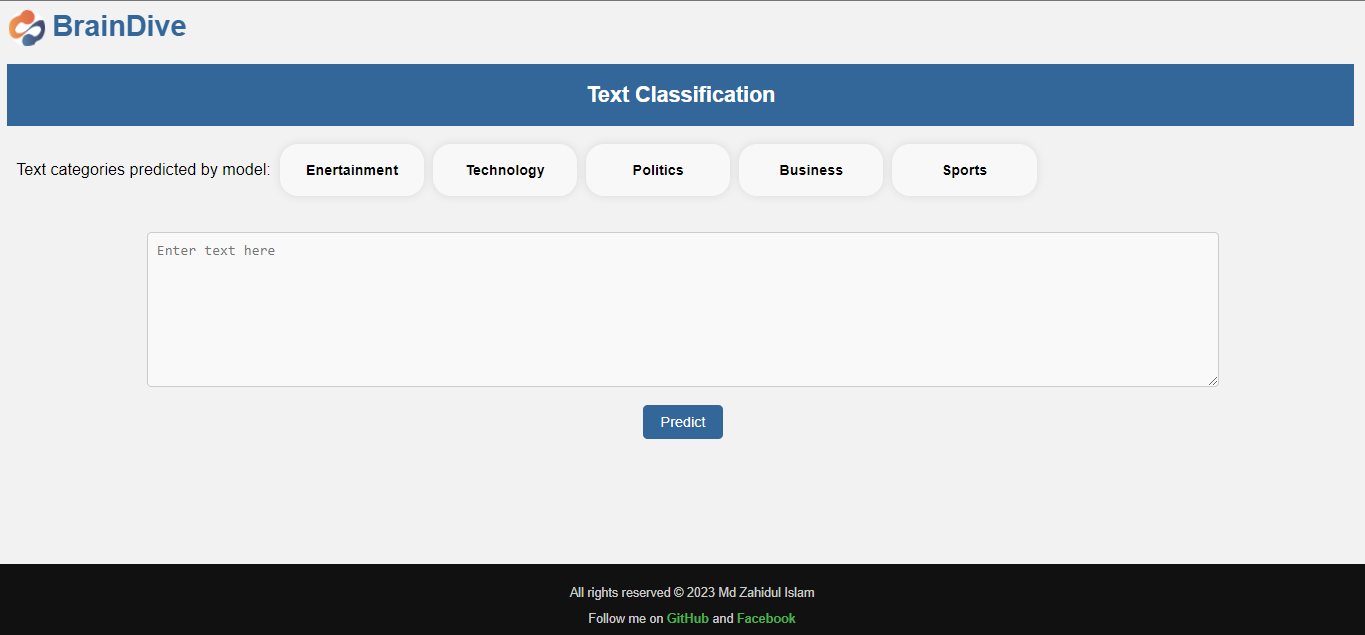 BrainDive
Text Classification
Text categories predicted by model: Enertainment Technology Politics Business Sports
Enter text here
Predict
All rights reserved © 2023 Md Zahidul Islam
Follow me on GitHub and Facebook